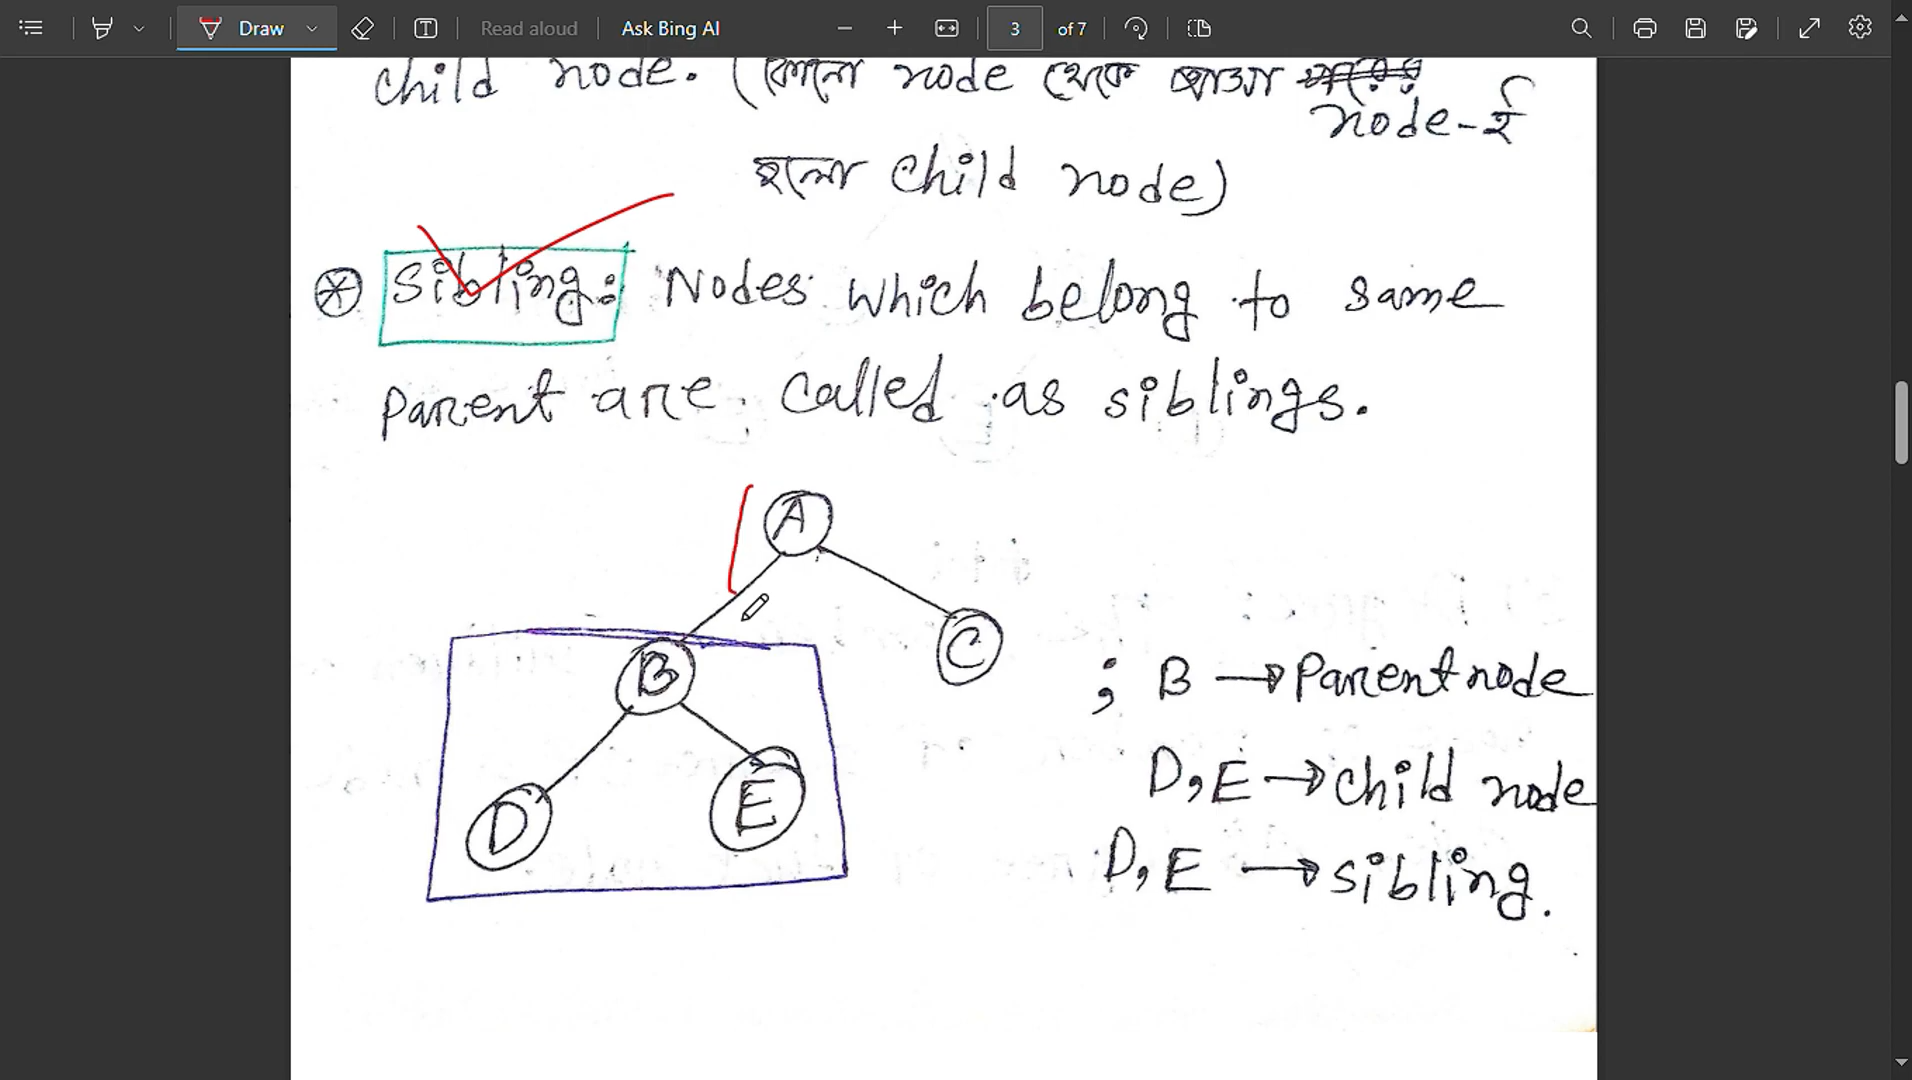 Draw
Read aloud
Ask Bing AI
3 of 7
child node. (কোনো node থেকে আসা
node-ই
হলো child node)
Sibling: Nodes which belong to same
parent are called as siblings.
A
B
C
D
E
; B → Parent node
D, E → child node
D, E → sibling.